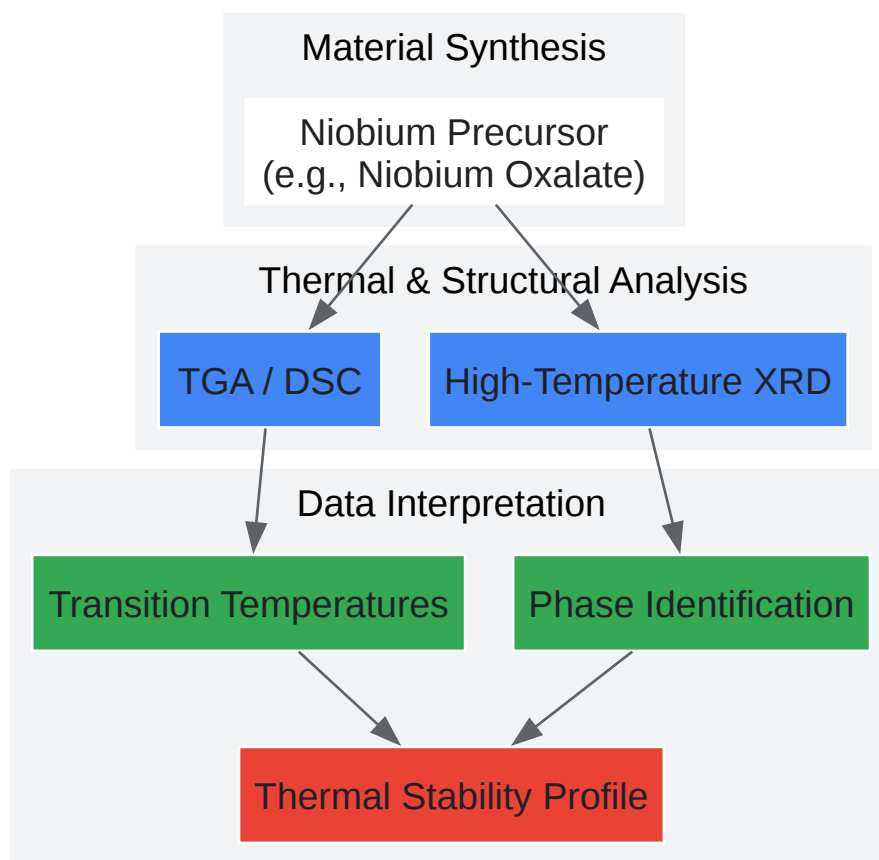 Material Synthesis
Niobium Precursor
(e.g., Niobium Oxalate)
Thermal & Structural Analysis
TGA / DSC
High-Temperature XRD
Data Interpretation
Transition Temperatures
Phase Identification
Thermal Stability Profile